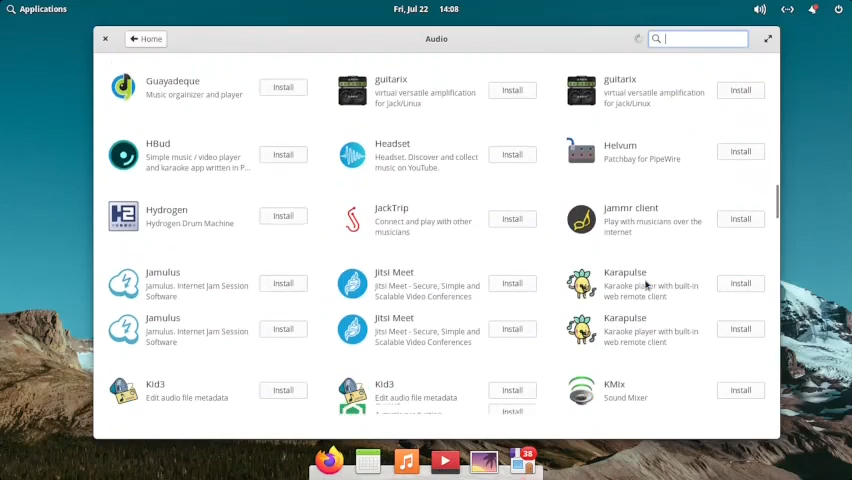 Applications
Fri, Jul 22 14:08
Home
Audio
Guayadeque
Music orgainizer and player
Install
guitarix
virtual versatile amplification
for Jack/Linux
Install
guitarix
virtual versatile amplification
for jack/Linux
Install
HBud
Simple music / video player
and karaoke app written in P...
Install
Headset
Headset. Discover and collect
music on YouTube.
Install
Helvum
Patchbay for PipeWire
Install
Hydrogen
Hydrogen Drum Machine
Install
JackTrip
Connect and play with other
musicians
Install
jammr client
Play with musicians over the
internet
Install
Jamulus
Jamulus. Internet Jam Session
Software
Install
Jitsi Meet
Jitsi Meet - Secure, Simple and
Scalable Video Conferences
Install
Karapulse
Karaoke player with built-in
web remote client
Install
Jamulus
Jamulus. Internet Jam Session
Software
Install
Jitsi Meet
Jitsi Meet - Secure, Simple and
Scalable Video Conferences
Install
Karapulse
Karaoke player with built-in
web remote client
Install
Kid3
Edit audio file metadata
Install
Kid3
Edit audio file metadata
Install
KMix
Sound Mixer
Install
Install
38